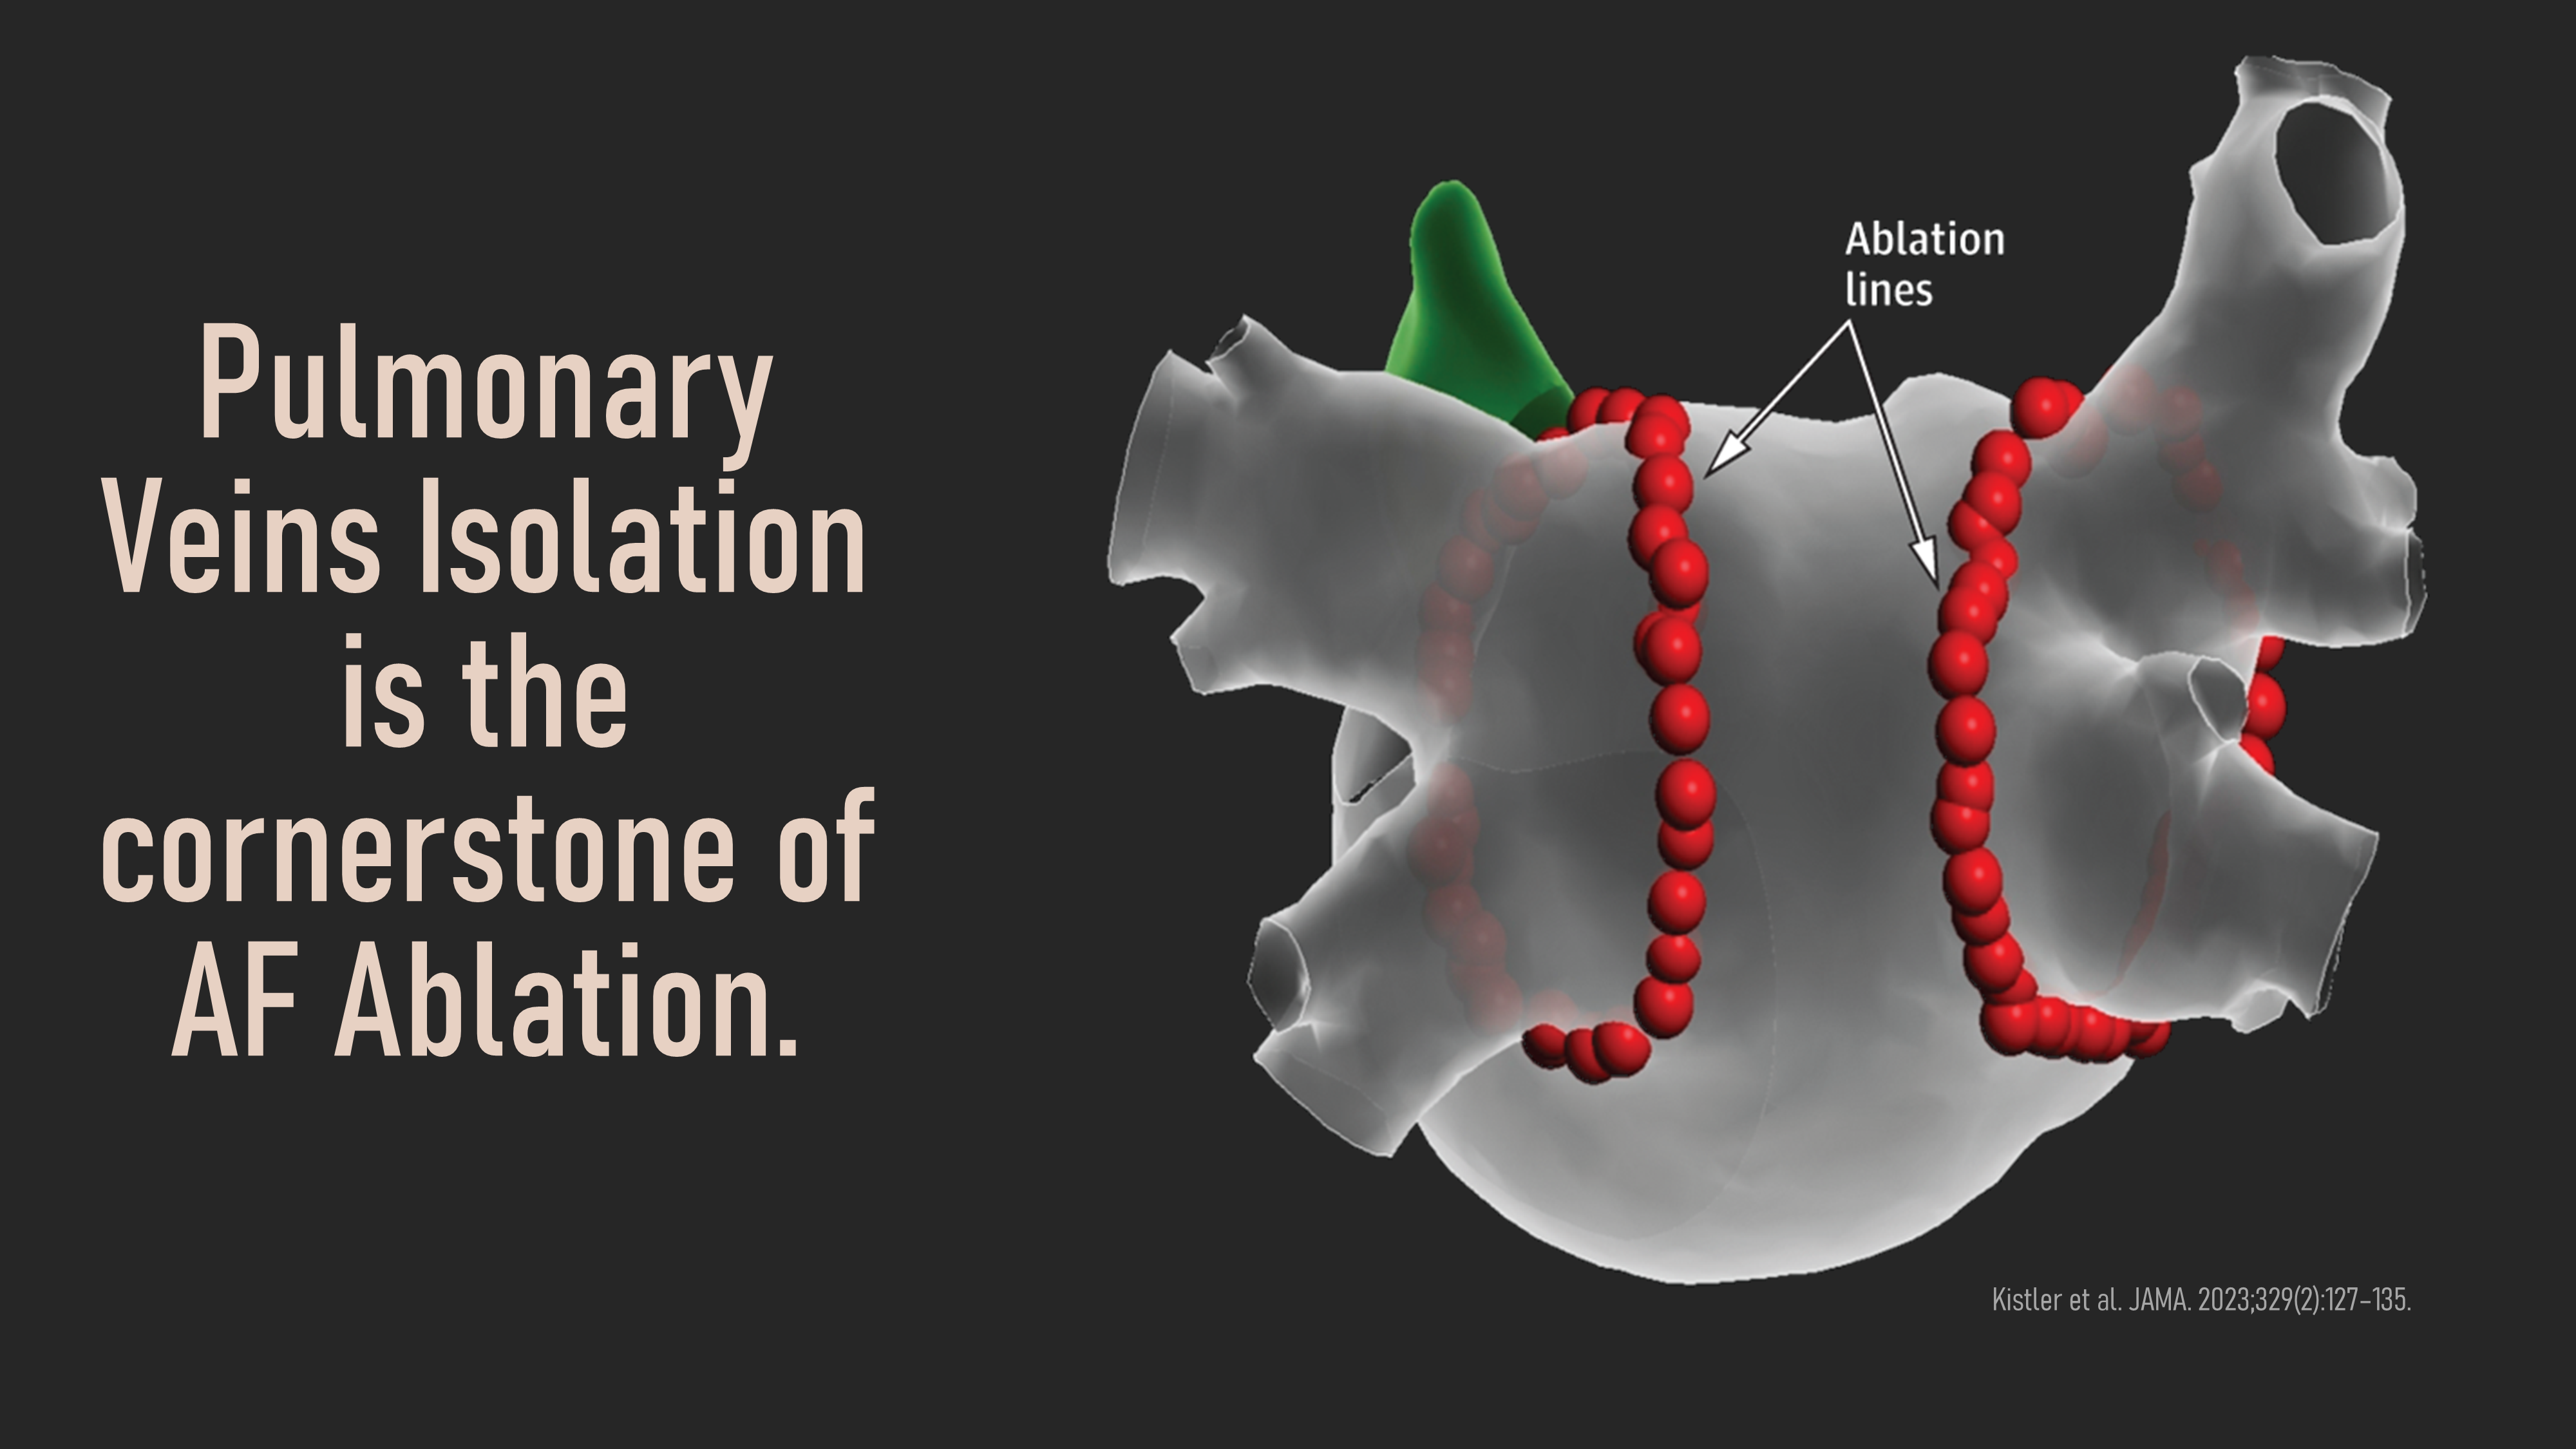 Pulmonary
Veins Isolation
is the
cornerstone of
AF Ablation.
Ablation
lines
Kistler et al. JAMA. 2023;329(2):127–135.